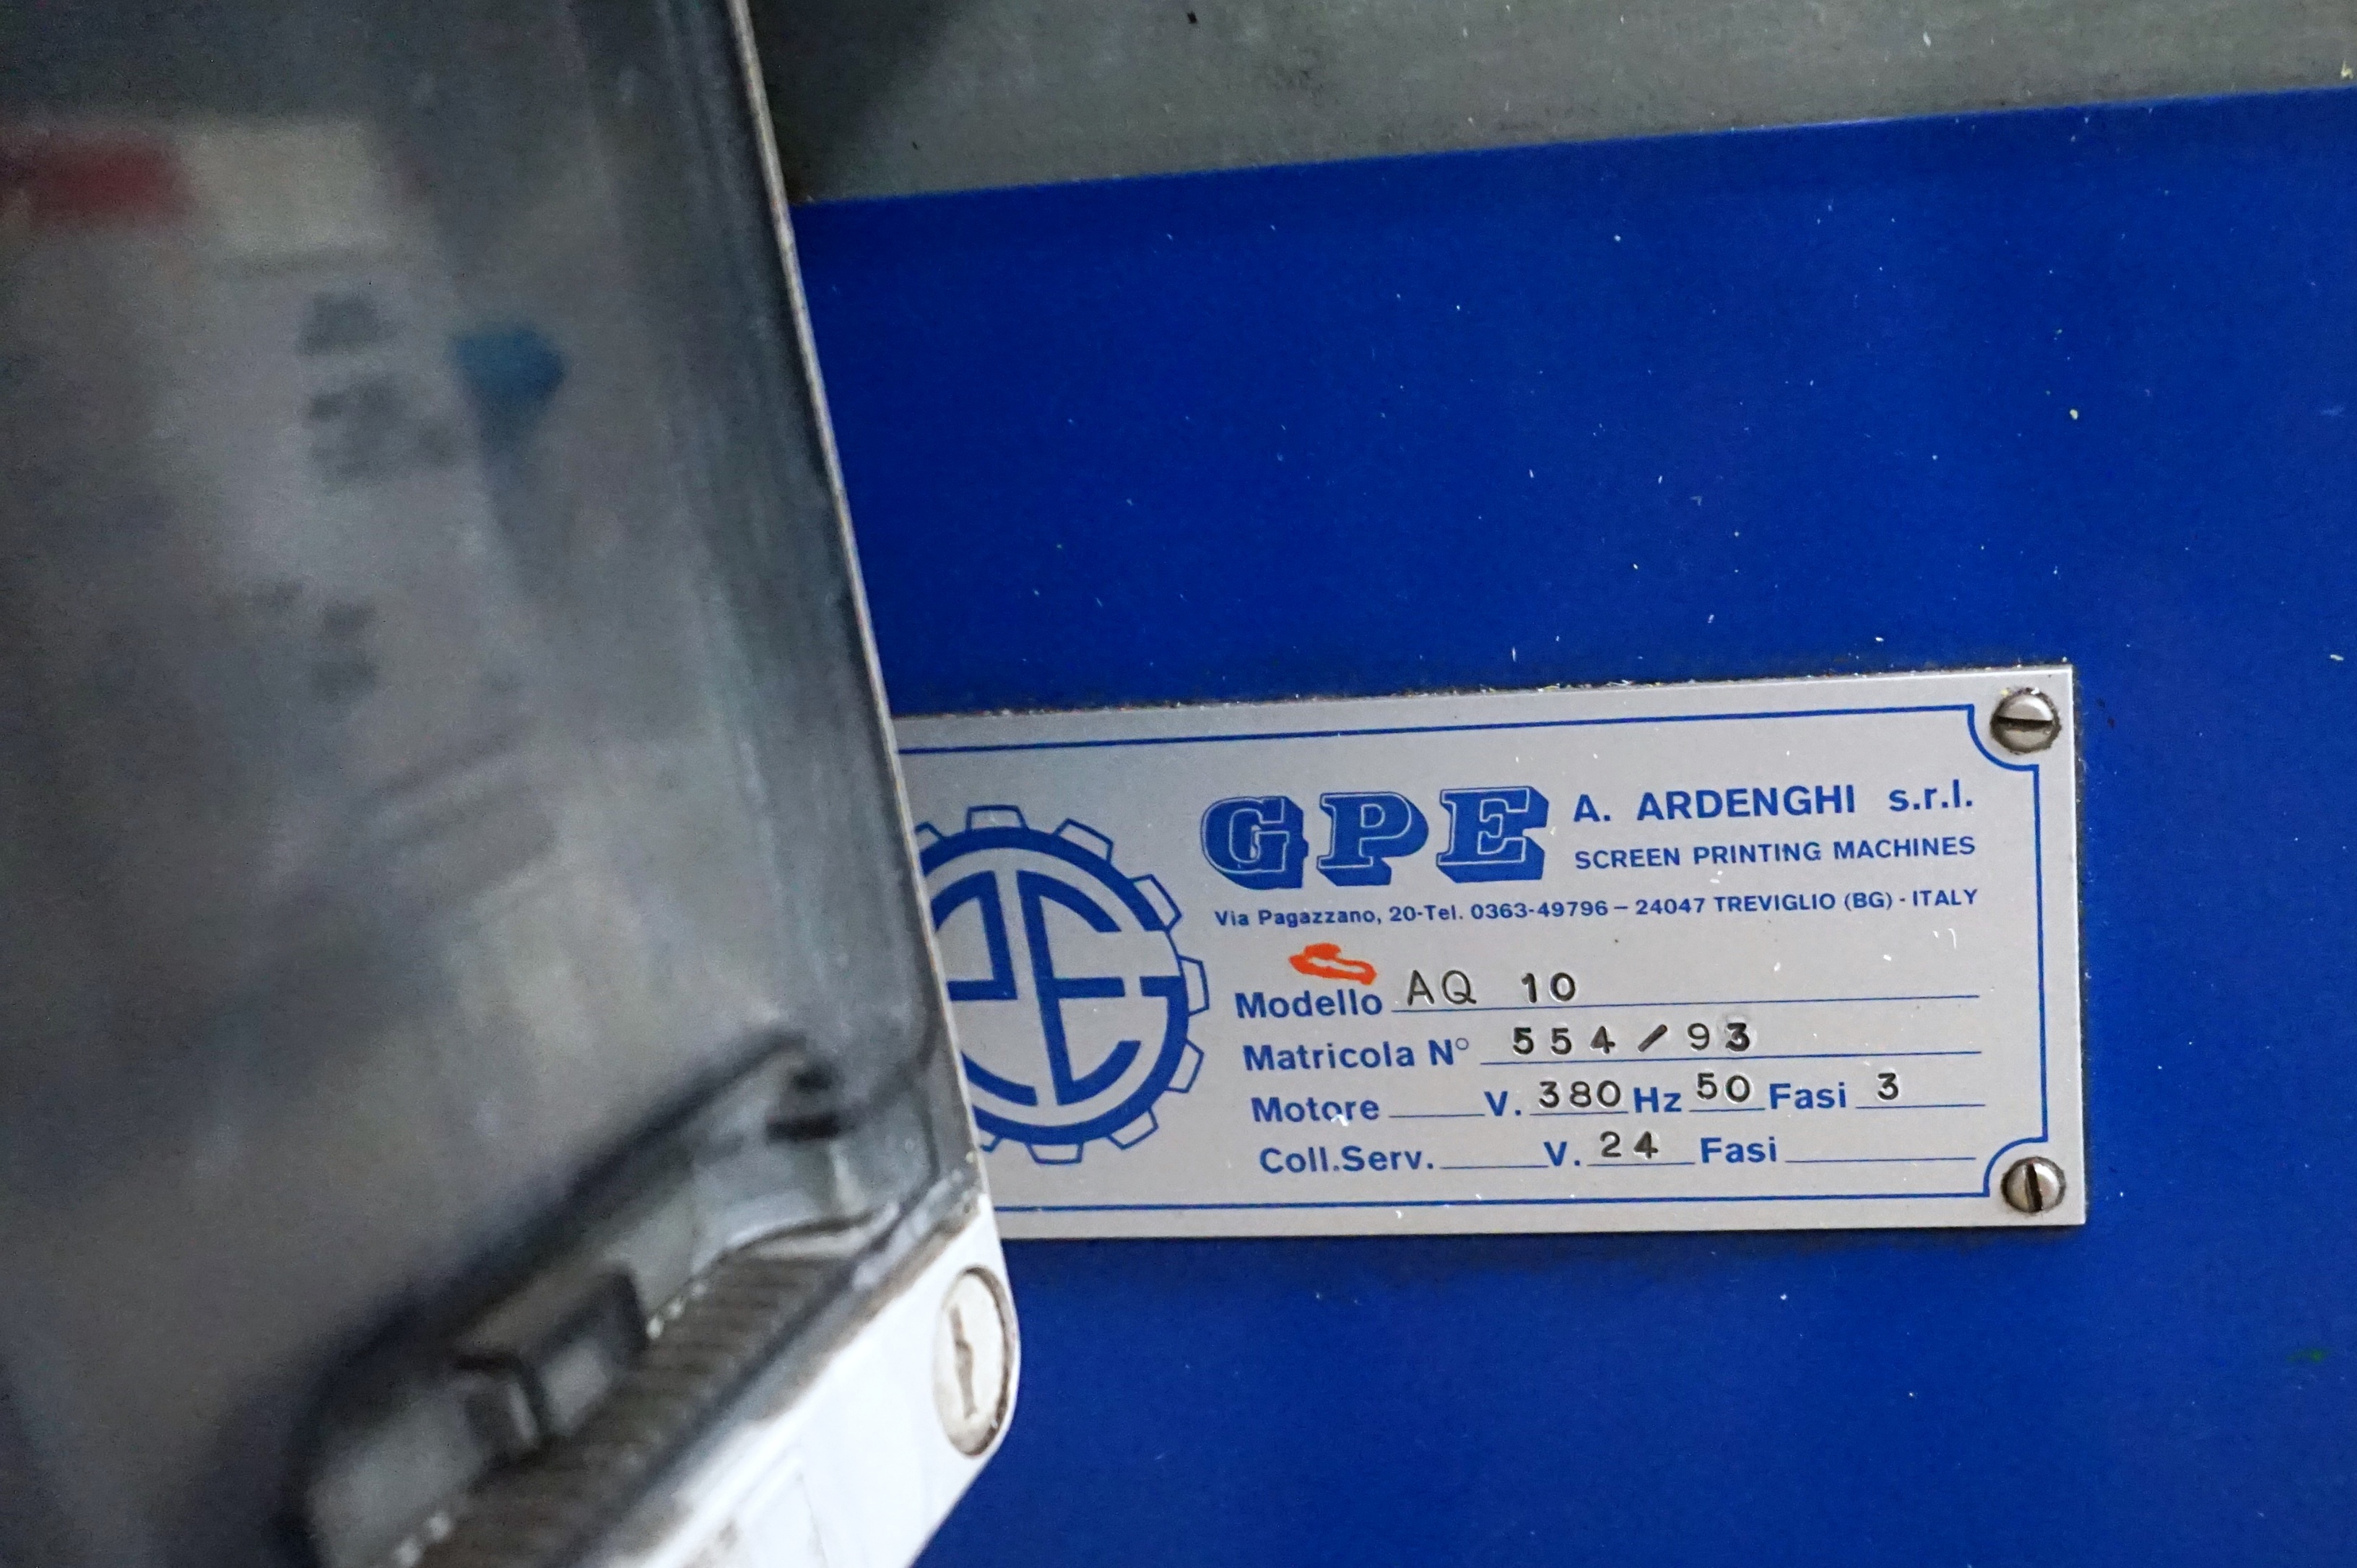 GPE A. ARDENGHI s.r.l.
SCREEN PRINTING MACHINES
Via Pagazzano, 20-Tel. 0363-49796 – 24047 TREVIGLIO (BG) - ITALY
Modello AQ 10
Matricola N° 554/93
Motore V. 380 Hz 50 Fasi 3
Coll.Serv. V. 24 Fasi